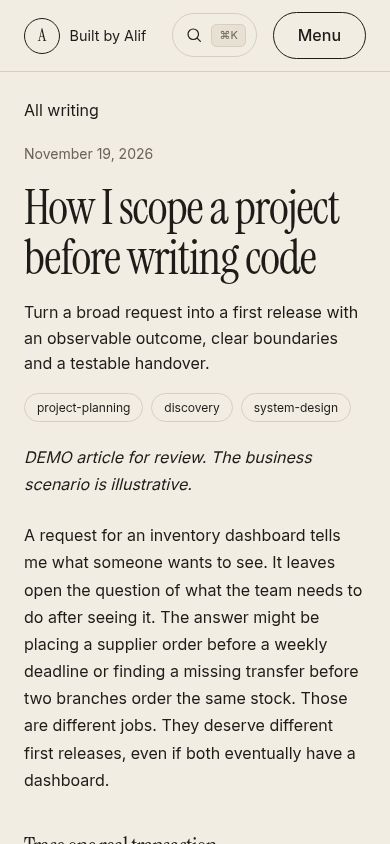 A Built by Alif ⌘K Menu
All writing
November 19, 2026
How I scope a project
before writing code
Turn a broad request into a first release with
an observable outcome, clear boundaries
and a testable handover.
project-planning discovery system-design
DEMO article for review. The business
scenario is illustrative.
A request for an inventory dashboard tells
me what someone wants to see. It leaves
open the question of what the team needs to
do after seeing it. The answer might be
placing a supplier order before a weekly
deadline or finding a missing transfer before
two branches order the same stock. Those
are different jobs. They deserve different
first releases, even if both eventually have a
dashboard.
Trace one real transaction